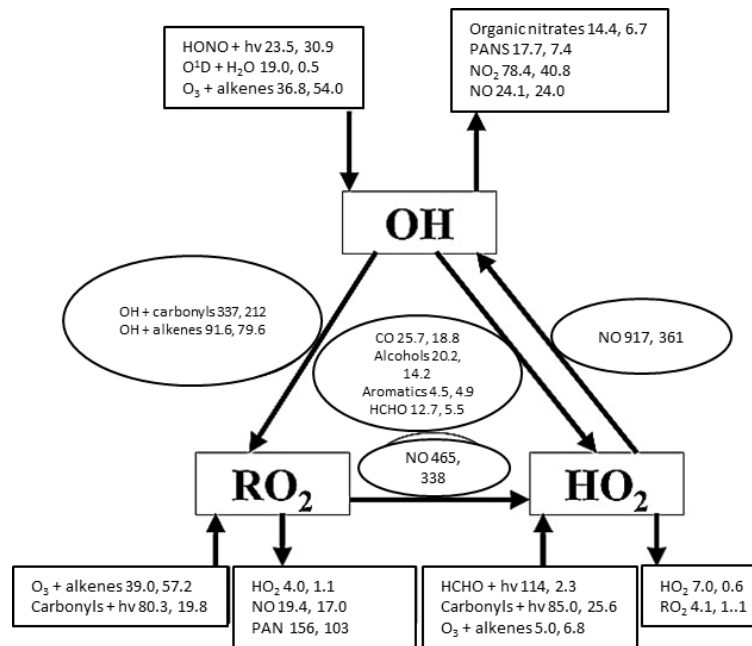 HONO + hv 23.5, 30.9
O¹D + H₂O 19.0, 0.5
O₃ + alkenes 36.8, 54.0
Organic nitrates 14.4, 6.7
PANS 17.7, 7.4
NO₂ 78.4, 40.8
NO 24.1, 24.0
OH
OH + carbonyls 337, 212
OH + alkenes 91.6, 79.6
CO 25.7, 18.8
Alcohols 20.2,
14.2
Aromatics 4.5, 4.9
HCHO 12.7, 5.5
NO 917, 361
NO 465,
338
RO₂
HO₂
O₃ + alkenes 39.0, 57.2
Carbonyls + hv 80.3, 19.8
HO₂ 4.0, 1.1
NO 19.4, 17.0
PAN 156, 103
HCHO + hv 114, 2.3
Carbonyls + hv 85.0, 25.6
O₃ + alkenes 5.0, 6.8
HO₂ 7.0, 0.6
RO₂ 4.1, 1..1